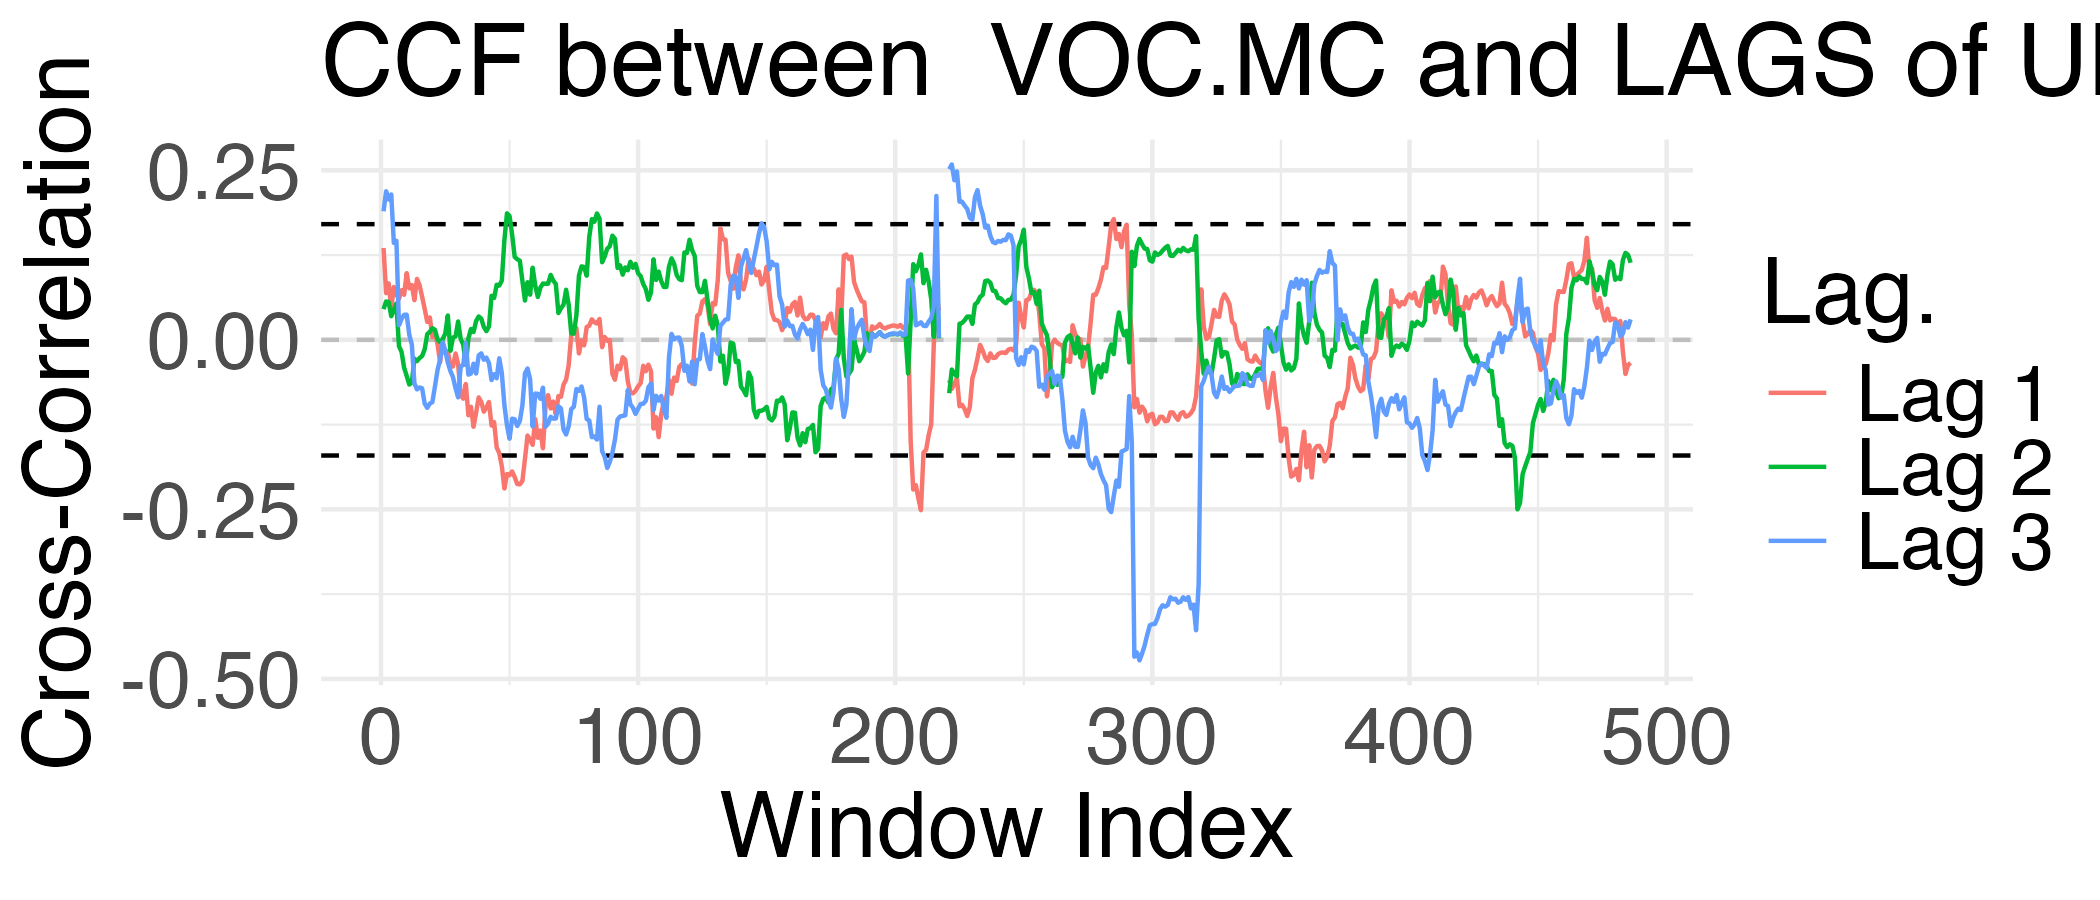 CCF between  VOC.MC and LAGS of
Cross-Correlation
0.25
0.00
-0.25
-0.50
0
100
200
300
400
500
Window Index
Lag.
Lag 1
Lag 2
Lag 3